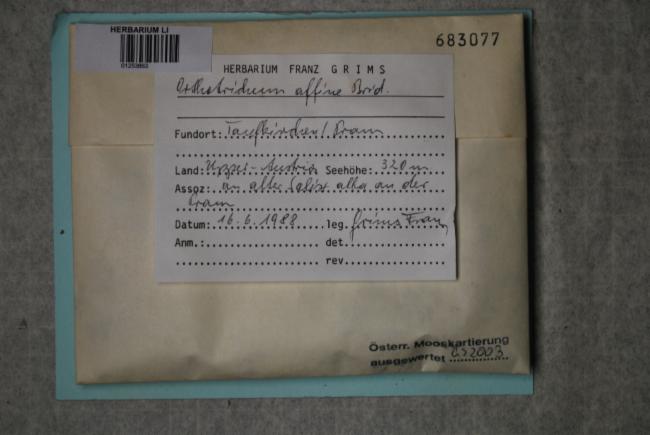 HERBARIUM LI
683077
HERBARIUM FRANZ GRIMS
Orthotrichum affine Brid.
Fundort: Taufkirchen/Pram
Land: Upper-Austria Seehöhe: 320 m
Assoz: an alter Salix alba an der
Pram
Datum: 16.6.1988 leg. Grims Franz
Anm.: det.
rev.
Österr. Mooskartierung
ausgewertet 2003